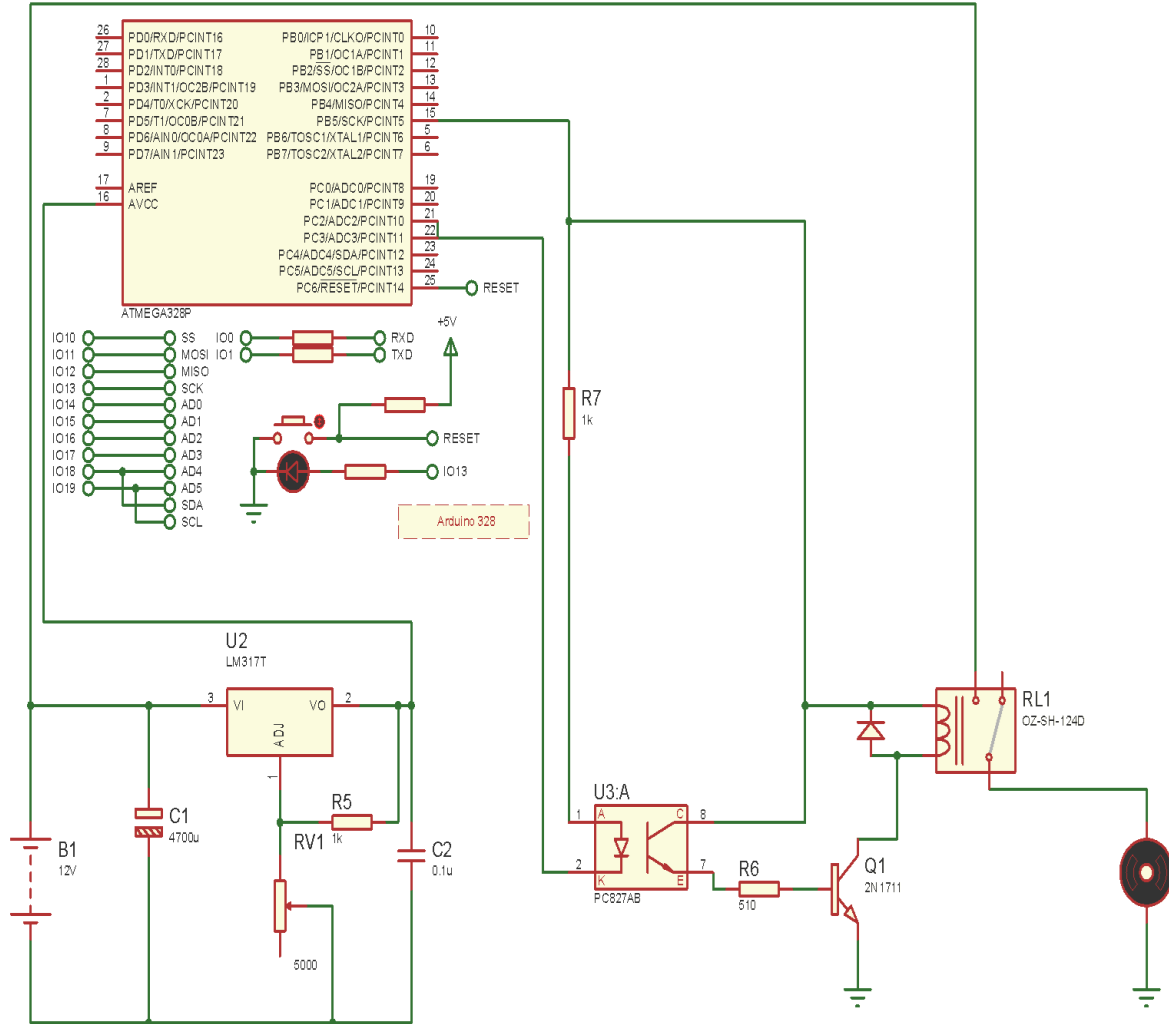 26 PD0/RXD/PCINT16 PB0/ICP1/CLKO/PCINT0 10
27 PD1/TXD/PCINT17 PB1/OC1A/PCINT1 11
28 PD2/INT0/PCINT18 PB2/SS/OC1B/PCINT2 12
1 PD3/INT1/OC2B/PCINT19 PB3/MOSI/OC2A/PCINT3 13
2 PD4/T0/XCK/PCINT20 PB4/MISO/PCINT4 14
7 PD5/T1/OC0B/PCINT21 PB5/SCK/PCINT5 15
8 PD6/AIN0/OC0A/PCINT22 PB6/TOSC1/XTAL1/PCINT6 5
9 PD7/AIN1/PCINT23 PB7/TOSC2/XTAL2/PCINT7 6
17 AREF PC0/ADC0/PCINT8 19
16 AVCC PC1/ADC1/PCINT9 20
PC2/ADC2/PCINT10 21
PC3/ADC3/PCINT11 22
PC4/ADC4/SDA/PCINT12 23
PC5/ADC5/SCL/PCINT13 24
PC6/RESET/PCINT14 25 RESET
ATMEGA328P
+5V
IO10 SS IO0 RXD
IO11 MOSI IO1 TXD
IO12 MISO
IO13 SCK
IO14 AD0
IO15 AD1
IO16 AD2 RESET
IO17 AD3
IO18 AD4 IO13
IO19 AD5
SDA
SCL
Arduino 328
R7
1k
U2
LM317T
3 VI VO 2
ADJ
1
RL1
OZ-SH-124D
R5
1k
RV1
5000
C1
4700u
B1
12V
C2
0.1u
U3:A
1 A C 8
2 K E 7
PC827AB
R6
510
Q1
2N1711